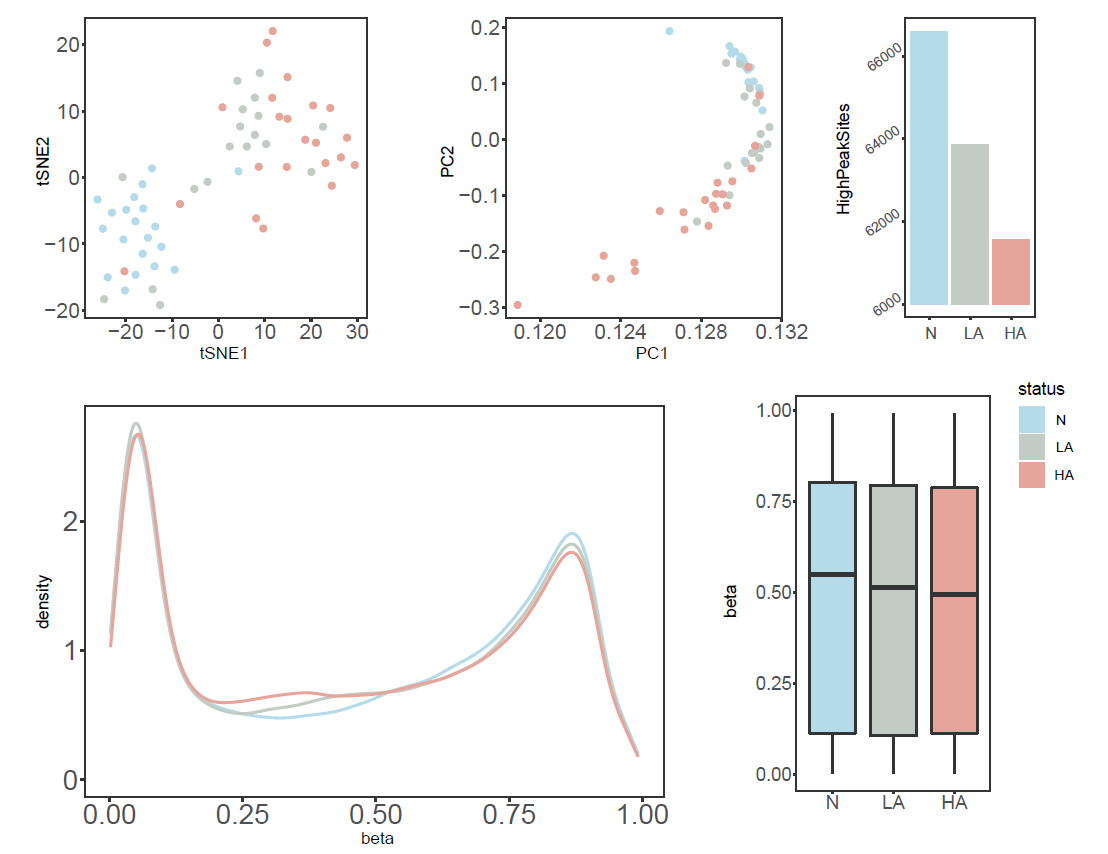 20
10
0
−10
−20
tSNE2
−20 −10 0 10 20 30
tSNE1
0.2
0.1
0.0
−0.1
−0.2
−0.3
PC2
0.120 0.124 0.128 0.132
PC1
66000
64000
62000
6000
HighPeakSites
N LA HA
2
1
0
density
0.00 0.25 0.50 0.75 1.00
beta
1.00
0.75
0.50
0.25
0.00
beta
N LA HA
status
N
LA
HA